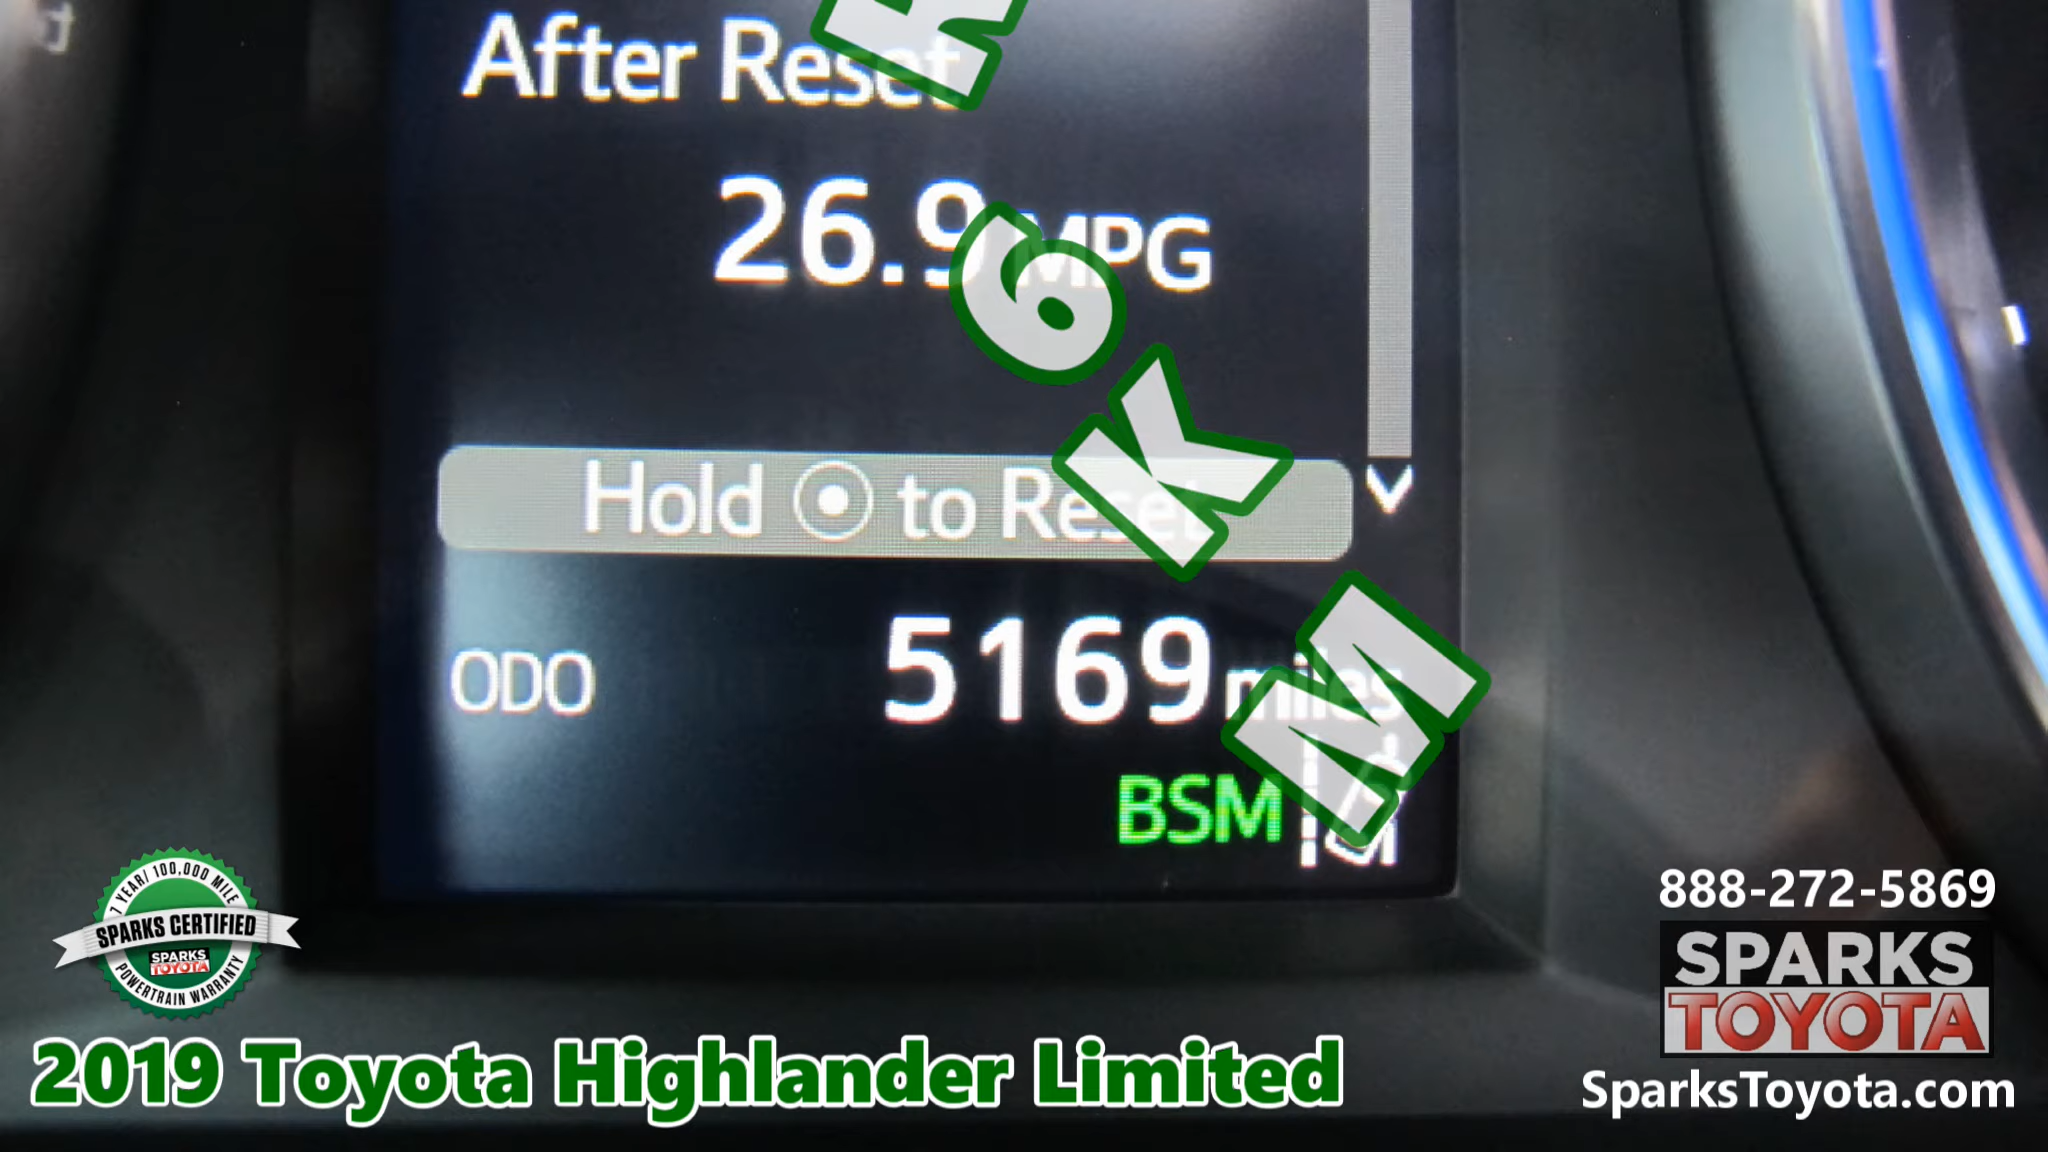 After Reset
26.9 MPG
Hold to Reset
ODO 5169 miles
BSM
R
6
K
M
1 YEAR/ 100,000 MILE
SPARKS CERTIFIED
SPARKS
TOYOTA
POWERTRAIN WARRANTY
888-272-5869
SPARKS
TOYOTA
2019 Toyota Highlander Limited
SparksToyota.com